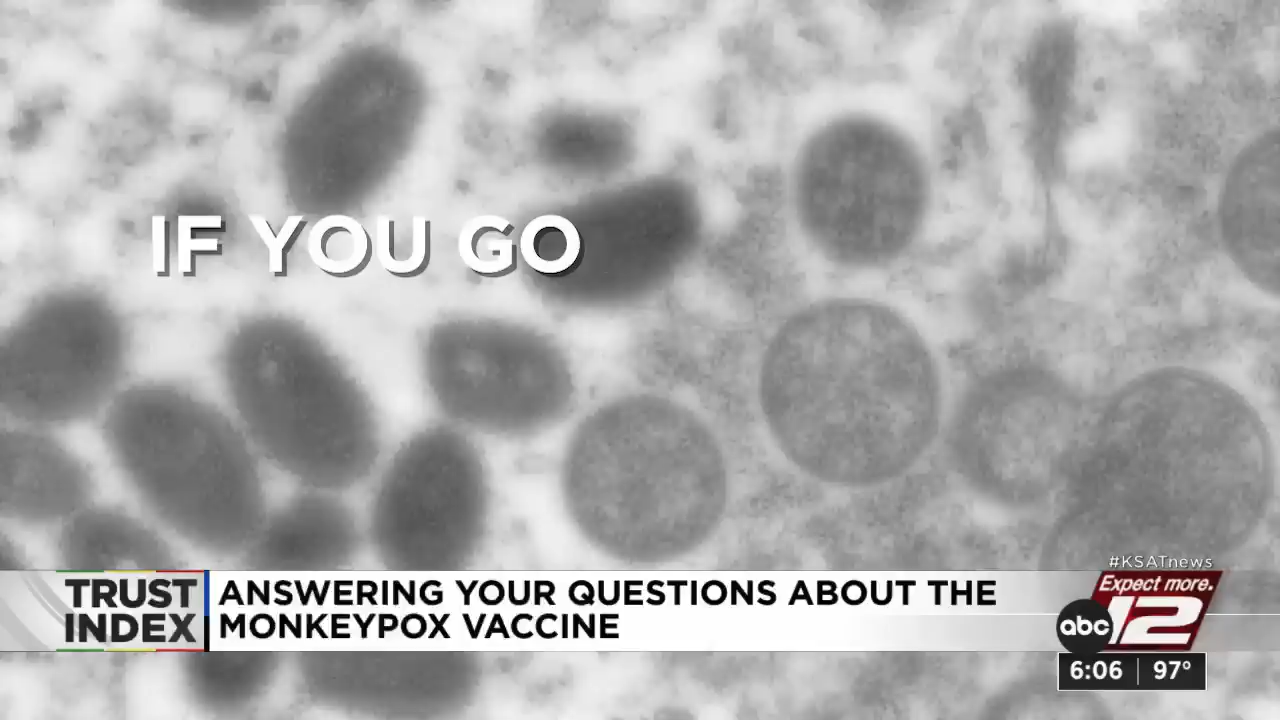 IF YOU GO
#KSATnews
TRUST
INDEX
ANSWERING YOUR QUESTIONS ABOUT THE
MONKEYPOX VACCINE
Expect more.
abc
12
6:06
97°